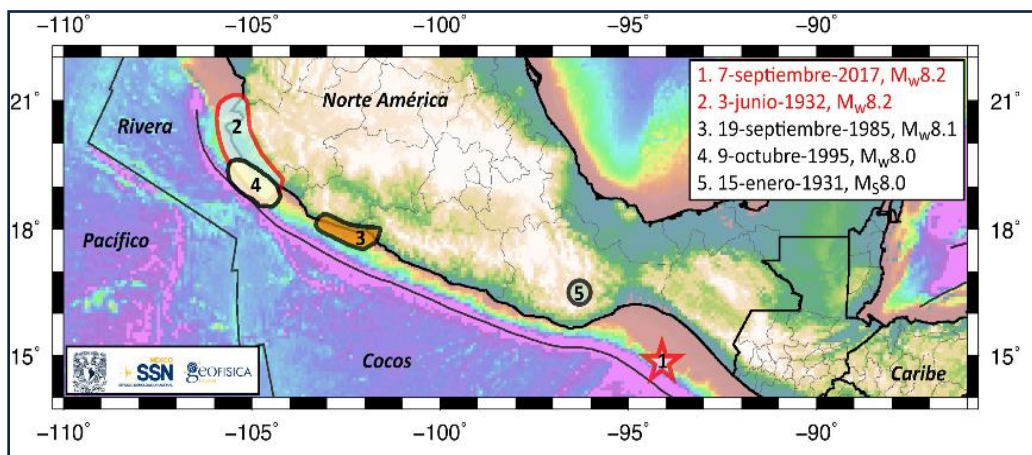 −110° −105° −100° −95° −90°
21° 21°
18° 18°
15° 15°
−110° −105° −100° −95° −90°
1. 7-septiembre-2017, Mw8.2
2. 3-junio-1932, Mw8.2
3. 19-septiembre-1985, Mw8.1
4. 9-octubre-1995, Mw8.0
5. 15-enero-1931, Ms8.0
Norte América
Rivera
2
4
Pacífico
3
5
Cocos
1
Caribe
MÉXICO
SSN
GEOFISICA